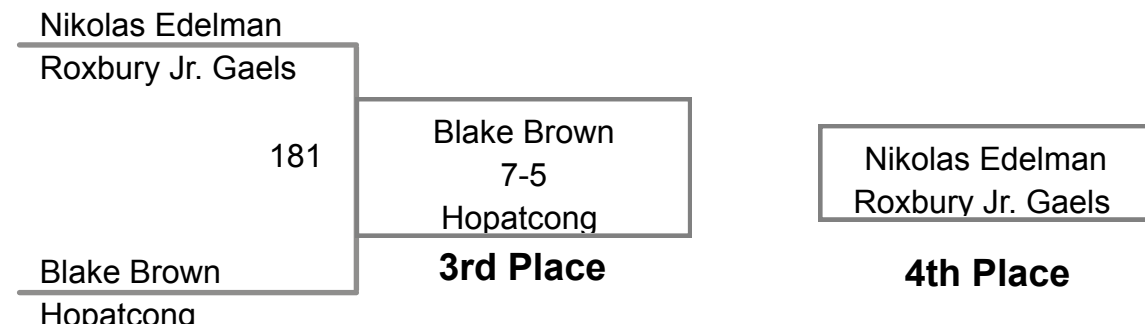 Nikolas Edelman
Roxbury Jr. Gaels
181
Blake Brown
Hopatcong
Blake Brown
7-5
Hopatcong
3rd Place
Nikolas Edelman
Roxbury Jr. Gaels
4th Place